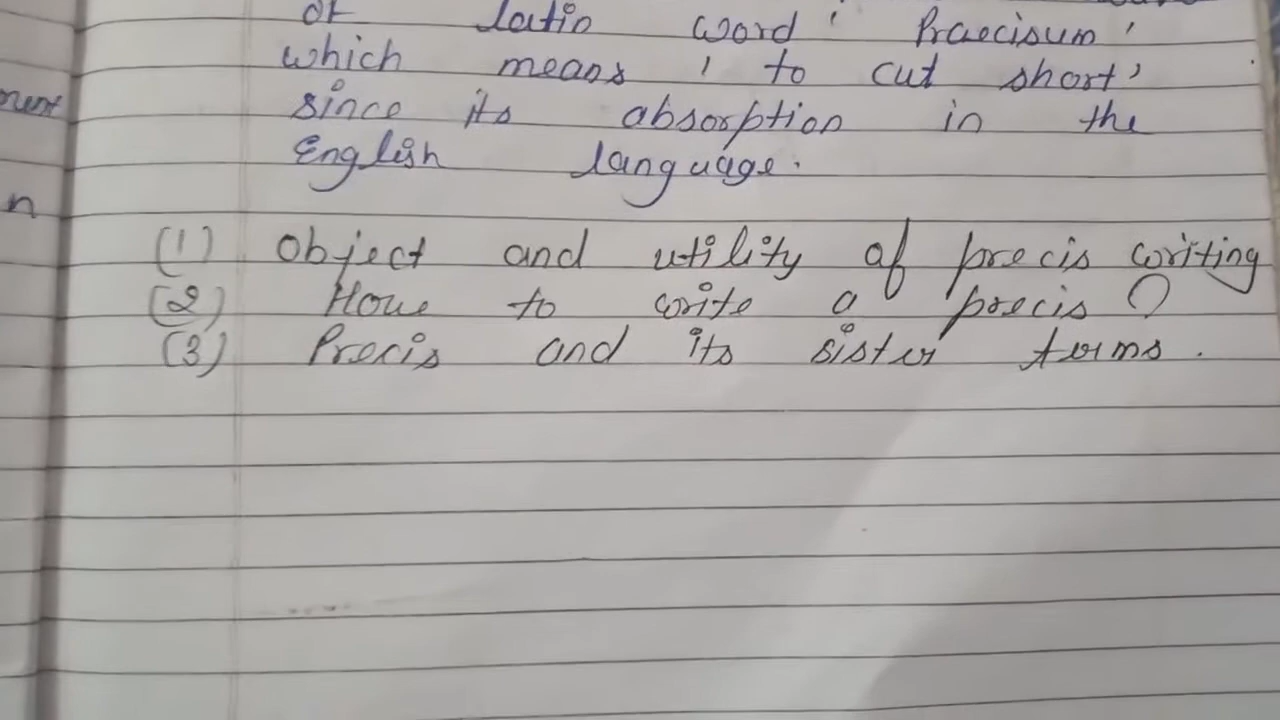 of latin word ' Praecisum '
which means ' to cut short'
since its absorption in the
English language.
(1) Object and utility of precis writing
(2) How to write a precis ?
(3) Precis and its sister terms.